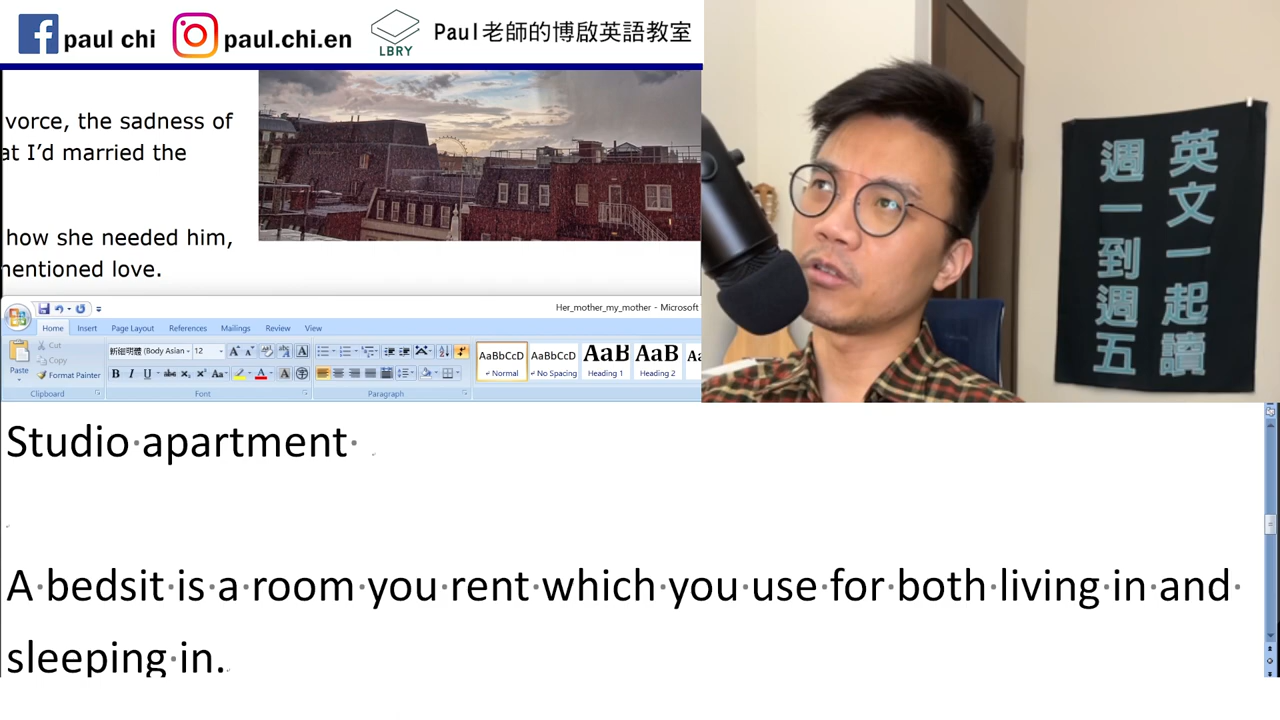 paul chi
paul.chi.en
LBRY
Paul老師的博啟英語教室
vorce, the sadness of
at I’d married the
how she needed him,
mentioned love.
英文一起讀
週一到週五
Her_mother_my_mother - Microsoft
Home Insert Page Layout References Mailings Review View
Paste
Cut
Copy
Format Painter
新細明體 (Body Asian 12
AaBbCcD AaBbCcD AaB AaB
Normal No Spacing Heading 1 Heading 2
Clipboard Font Paragraph
Studio apartment
A bedsit is a room you rent which you use for both living in and
sleeping in.